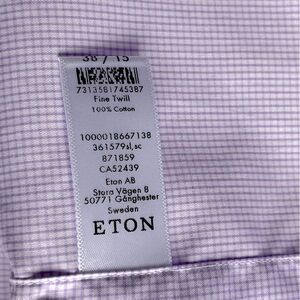 38 / 15
7313581745387
Fine Twill
100% Cotton
1000018667138
361579sl,sc
871859
CA52439
Eton AB
Stora Vägen 8
50771 Gånghester
Sweden
ETON